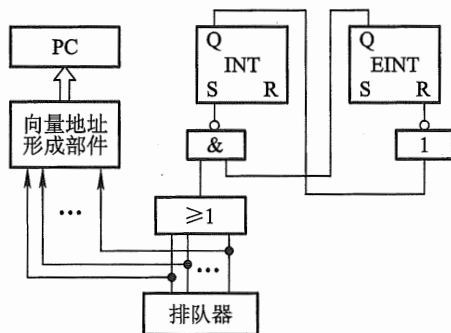 PC
Q
INT
S R
Q
EINT
S R
向量地址
形成部件
&
1
…
≥1
…
排队器